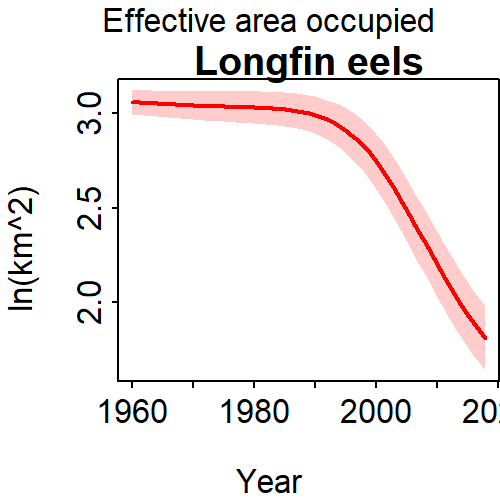 Effective area occupied
Longfin eels
ln(km^2)
3.0
2.5
2.0
1960 1980 2000
Year